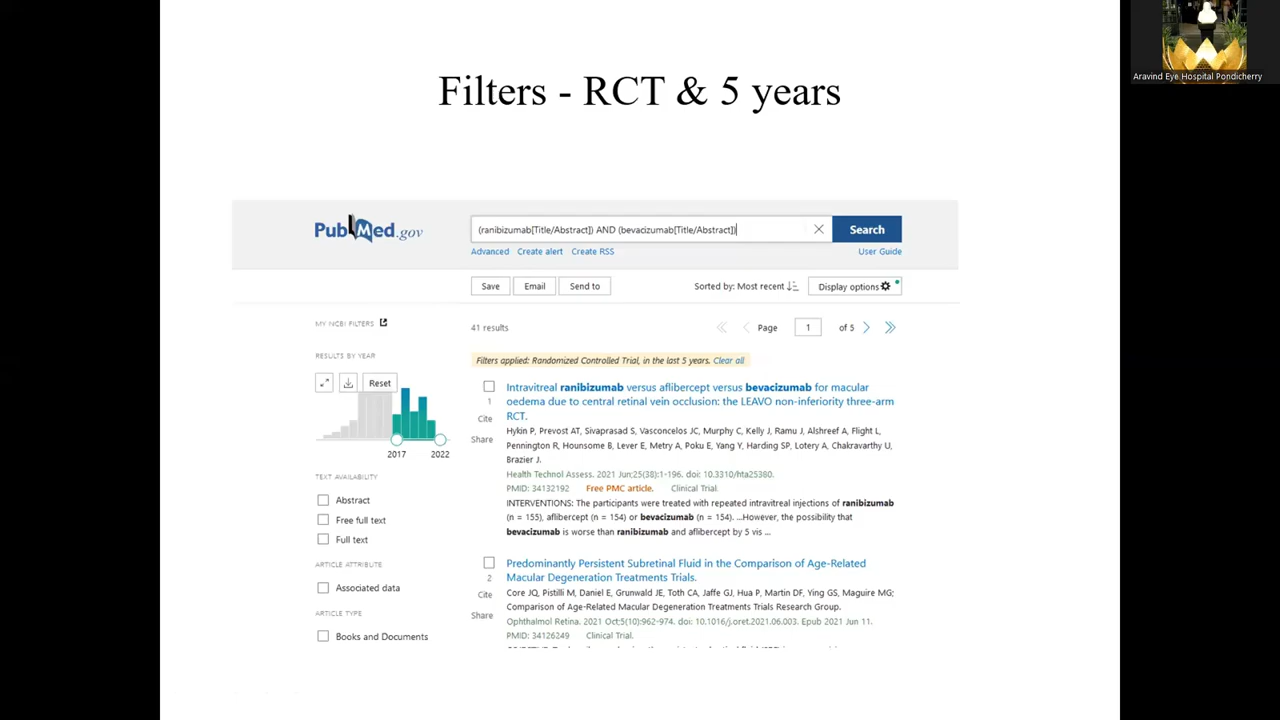 Aravind Eye Hospital Pondicherry
Filters - RCT & 5 years
PubMed.gov
(ranibizumab[Title/Abstract]) AND (bevacizumab[Title/Abstract])
Search
Advanced Create alert Create RSS
User Guide
Save Email Send to
Sorted by: Most recent
Display options
MY NCBI FILTERS
41 results
Page 1 of 5
RESULTS BY YEAR
Filters applied: Randomized Controlled Trial, in the last 5 years. Clear all
Reset
2017 2022
Intravitreal ranibizumab versus aflibercept versus bevacizumab for macular
1
oedema due to central retinal vein occlusion: the LEAVO non-inferiority three-arm
Cite
RCT.
Share
Hykin P, Prevost AT, Sivaprasad S, Vasconcelos JC, Murphy C, Kelly J, Ramu J, Alshreef A, Flight L,
Pennington R, Hounsome B, Lever E, Metry A, Poku E, Yang Y, Harding SP, Lotery A, Chakravarthy U,
Brazier J.
Health Technol Assess. 2021 Jun;25(38):1-196. doi: 10.3310/hta25380.
PMID: 34132192 Free PMC article. Clinical Trial.
INTERVENTIONS: The participants were treated with repeated intravitreal injections of ranibizumab
(n = 155), aflibercept (n = 154) or bevacizumab (n = 154). ...However, the possibility that
bevacizumab is worse than ranibizumab and aflibercept by 5 vis ...
TEXT AVAILABILITY
Abstract
Free full text
Full text
ARTICLE ATTRIBUTE
Associated data
ARTICLE TYPE
Books and Documents
Predominantly Persistent Subretinal Fluid in the Comparison of Age-Related
2
Macular Degeneration Treatments Trials.
Cite
Core JQ, Pistilli M, Daniel E, Grunwald JE, Toth CA, Jaffe GJ, Hua P, Martin DF, Ying GS, Maguire MG;
Share
Comparison of Age-Related Macular Degeneration Treatments Trials Research Group.
Ophthalmol Retina. 2021 Oct;5(10):962-974. doi: 10.1016/j.oret.2021.06.003. Epub 2021 Jun 11.
PMID: 34126249 Clinical Trial.